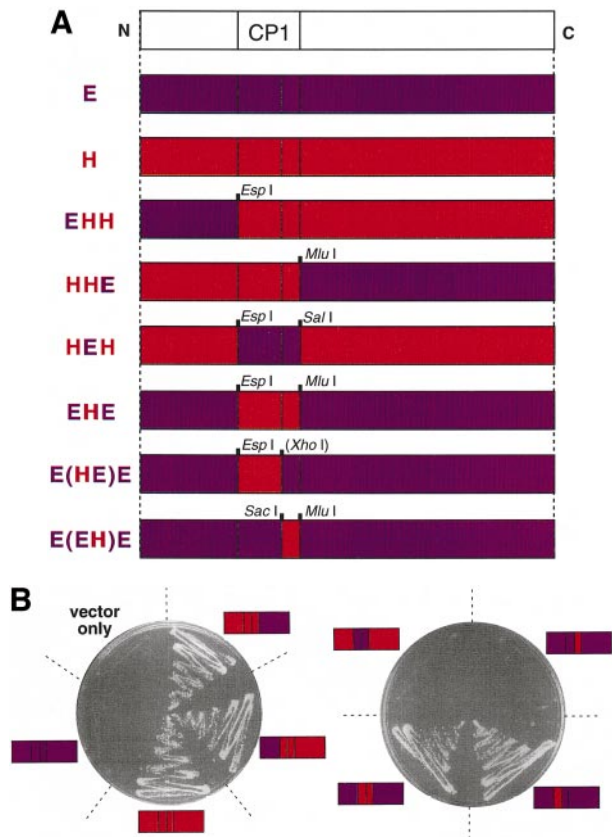 A
N CP1 C
E
H
Esp I
EHH
Mlu I
HHE
Esp I Sal I
HEH
Esp I Mlu I
EHE
Esp I (Xho I)
E(HE)E
Sac I Mlu I
E(EH)E
B
vector
only